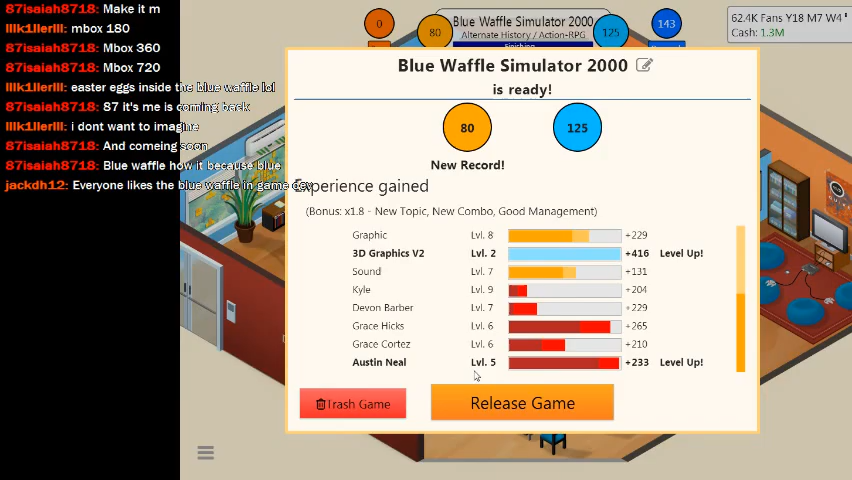 87isaiah8718: Make it m
lllk1llerlll: mbox 180
87isaiah8718: Mbox 360
87isaiah8718: Mbox 720
lllk1llerlll: easter eggs inside the blue waffle lol
87isaiah8718: 87 it's me is coming back
lllk1llerlll: i dont want to imagine
87isaiah8718: And comeing soon
87isaiah8718: Blue waffle how it because blue
jackdh12: Everyone likes the blue waffle in game dev
0
80
Blue Waffle Simulator 2000
Alternate History / Action-RPG
Finishing
125
143
62.4K Fans Y18 M7 W4
Cash: 1.3M
Blue Waffle Simulator 2000
is ready!
80
125
New Record!
Experience gained
(Bonus: x1.8 - New Topic, New Combo, Good Management)
Graphic Lvl. 8 +229
3D Graphics V2 Lvl. 2 +416 Level Up!
Sound Lvl. 7 +131
Kyle Lvl. 9 +204
Devon Barber Lvl. 7 +229
Grace Hicks Lvl. 6 +265
Grace Cortez Lvl. 6 +210
Austin Neal Lvl. 5 +233 Level Up!
Trash Game
Release Game